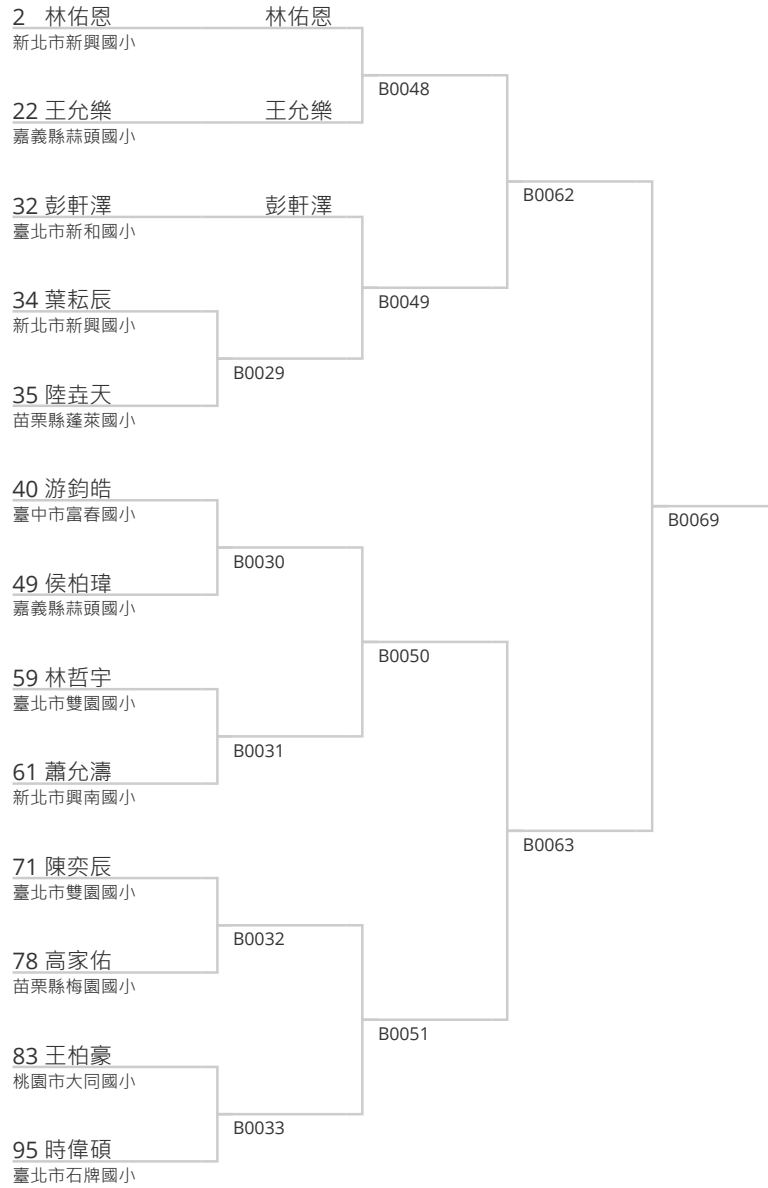 2 林佑恩 林佑恩
新北市新興國小
B0048
22 王允樂 王允樂
嘉義縣蒜頭國小
B0062
32 彭軒澤 彭軒澤
臺北市新和國小
34 葉耘辰
B0049
新北市新興國小
B0029
35 陸垚天
苗栗縣蓬萊國小
40 游鈞皓
臺中市富春國小
B0069
B0030
49 侯柏瑋
嘉義縣蒜頭國小
B0050
59 林哲宇
臺北市雙園國小
B0031
61 蕭允濤
新北市興南國小
B0063
71 陳奕辰
臺北市雙園國小
B0032
78 高家佑
苗栗縣梅園國小
B0051
83 王柏豪
桃園市大同國小
B0033
95 時偉碩
臺北市石牌國小